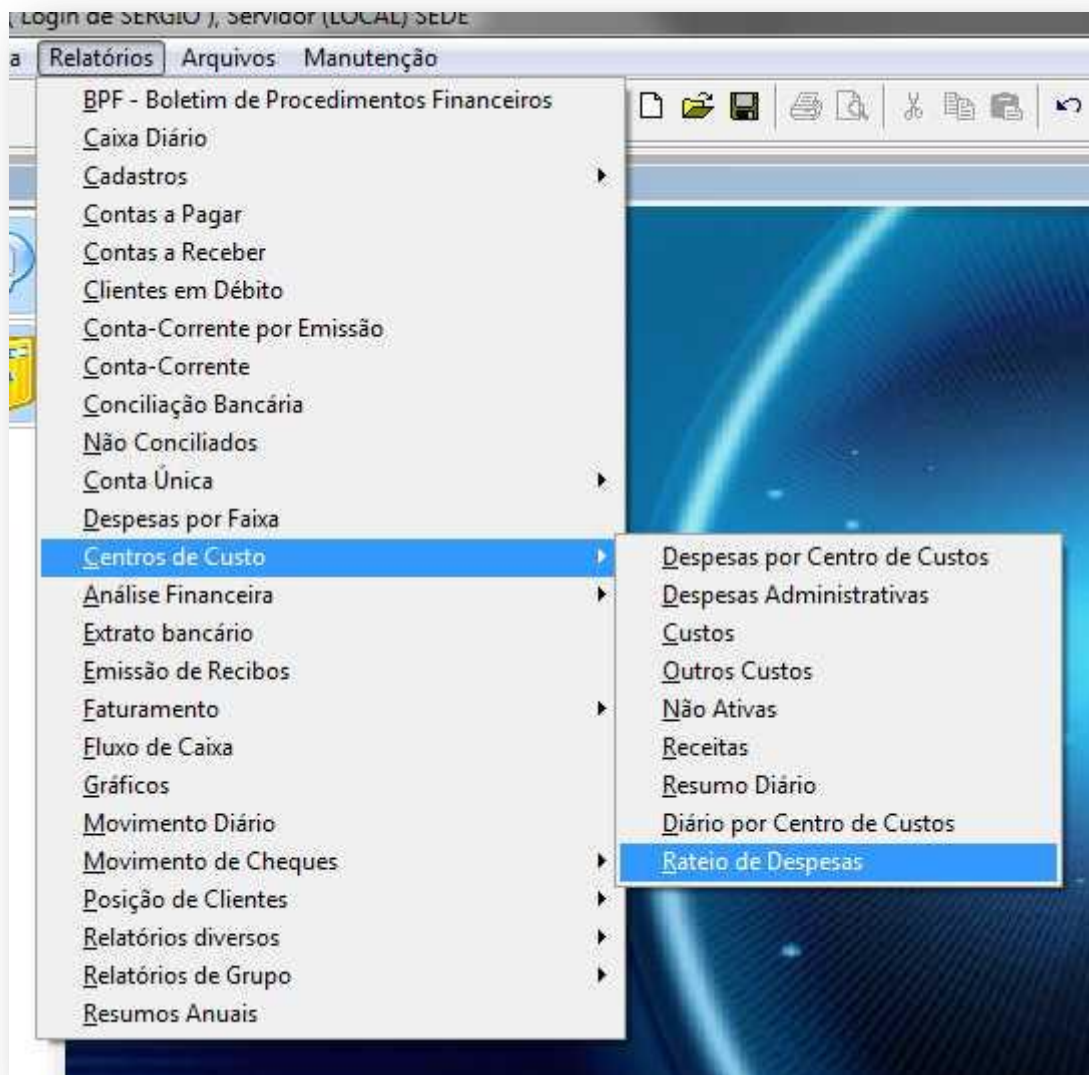 ( Login de SERGIO ), Servidor (LOCAL) SEDE
a Relatórios Arquivos Manutenção
BPF - Boletim de Procedimentos Financeiros
Caixa Diário
Cadastros
Contas a Pagar
Contas a Receber
Clientes em Débito
Conta-Corrente por Emissão
Conta-Corrente
Conciliação Bancária
Não Conciliados
Conta Única
Despesas por Faixa
Centros de Custo
Análise Financeira
Extrato bancário
Emissão de Recibos
Faturamento
Fluxo de Caixa
Gráficos
Movimento Diário
Movimento de Cheques
Posição de Clientes
Relatórios diversos
Relatórios de Grupo
Resumos Anuais
Despesas por Centro de Custos
Despesas Administrativas
Custos
Outros Custos
Não Ativas
Receitas
Resumo Diário
Diário por Centro de Custos
Rateio de Despesas